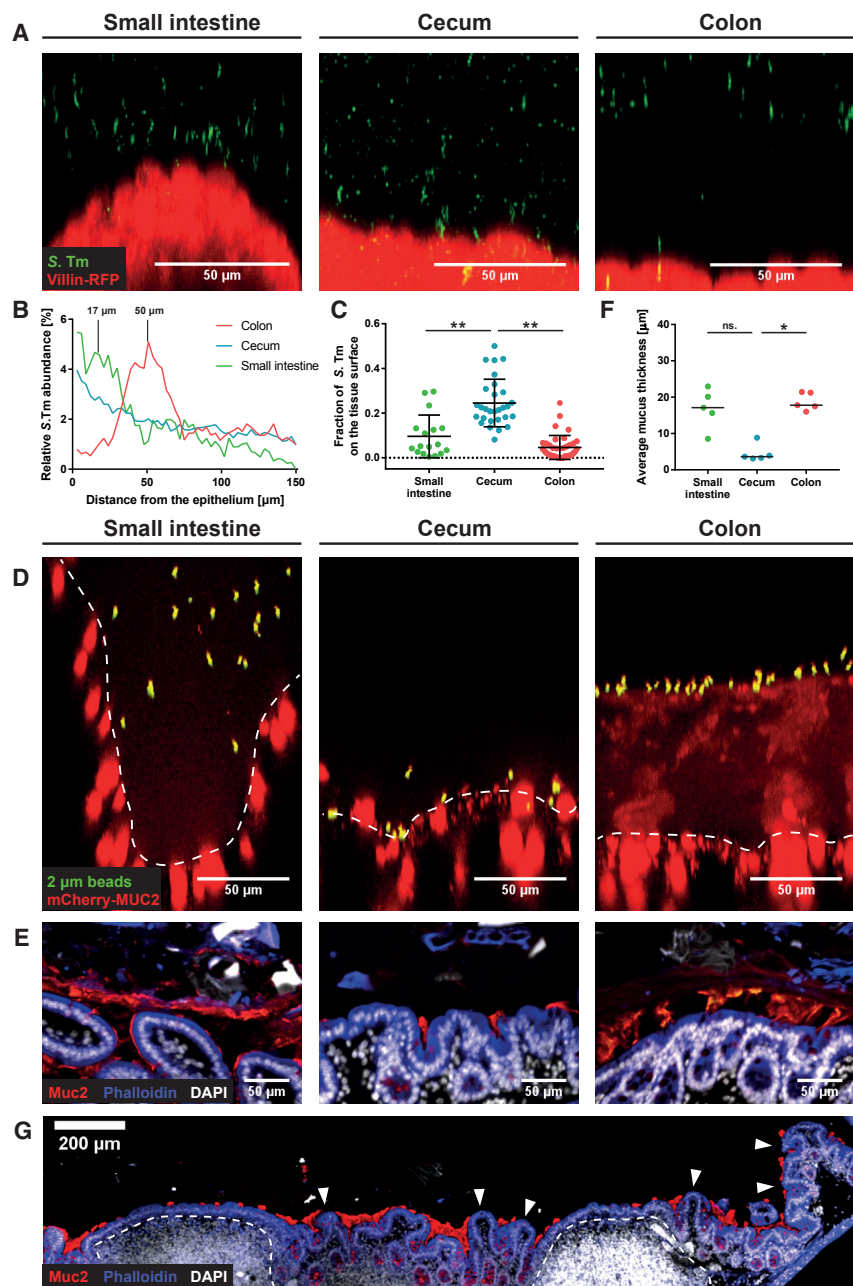 Small intestine
Cecum
Colon
A
S. Tm
Villin-RFP
50 µm
50 µm
50 µm
B
17 µm
50 µm
Relative S.Tm abundance [%]
6
4
2
0
0
50
100
150
Distance from the epithelium [µm]
Colon
Cecum
Small intestine
C
Fraction of S. Tm
on the tissue surface
0.6
0.4
0.2
0.0
**
**
Small
intestine
Cecum
Colon
F
Average mucus thickness [µm]
40
30
20
10
0
ns.
*
Small
intestine
Cecum
Colon
Small intestine
Cecum
Colon
D
2 µm beads
mCherry-MUC2
50 µm
50 µm
50 µm
E
Muc2 Phalloidin DAPI
50 µm
50 µm
50 µm
G
200 µm
Muc2 Phalloidin DAPI